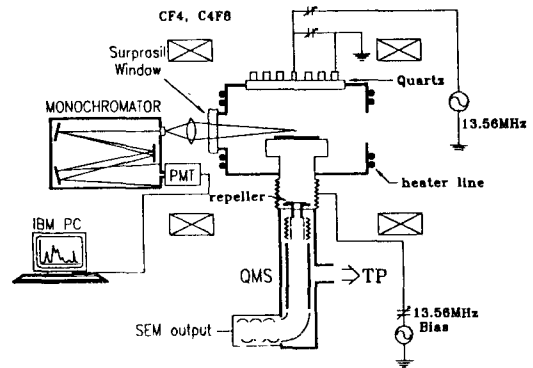 CF4, C4F8
Suprasil
Window
Quartz
MONOCHROMATOR
13.56MHz
PMT
heater line
repeller
IBM PC
QMS
TP
13.56MHz
Bias
SEM output